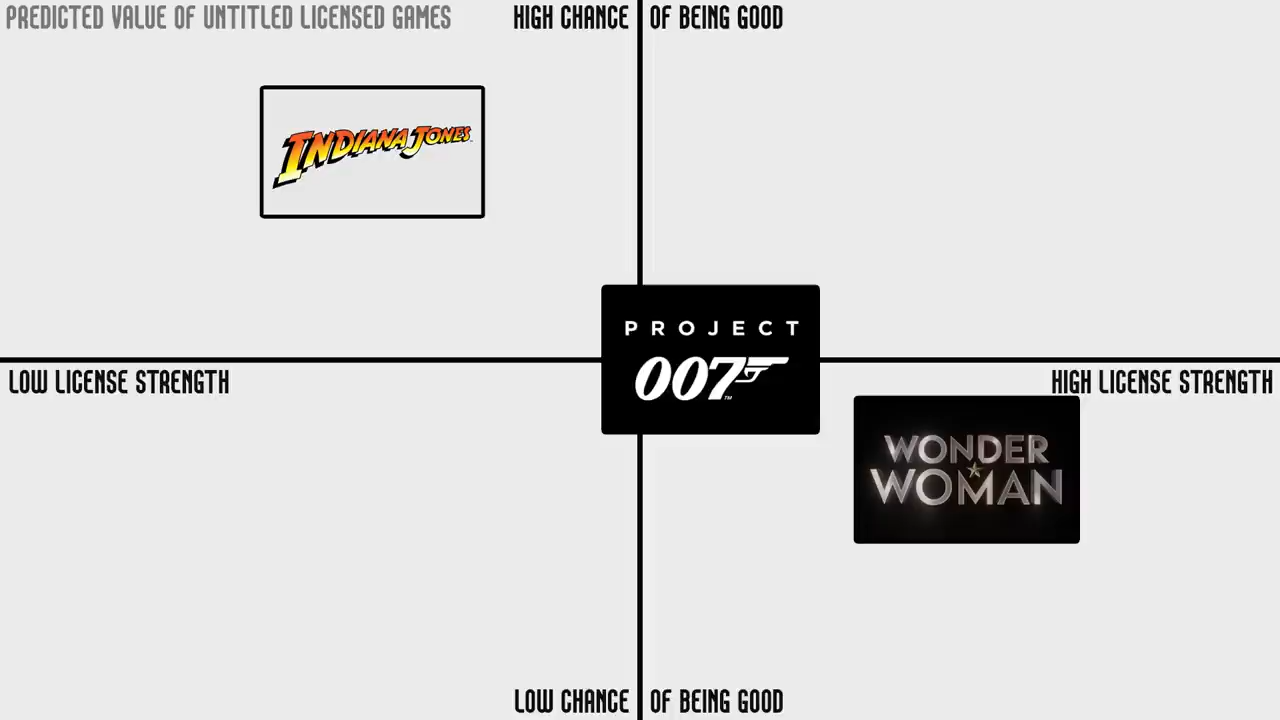 PREDICTED VALUE OF UNTITLED LICENSED GAMES
HIGH CHANCE OF BEING GOOD
INDIANA JONES
PROJECT
007
LOW LICENSE STRENGTH
HIGH LICENSE STRENGTH
WONDER
WOMAN
LOW CHANCE OF BEING GOOD